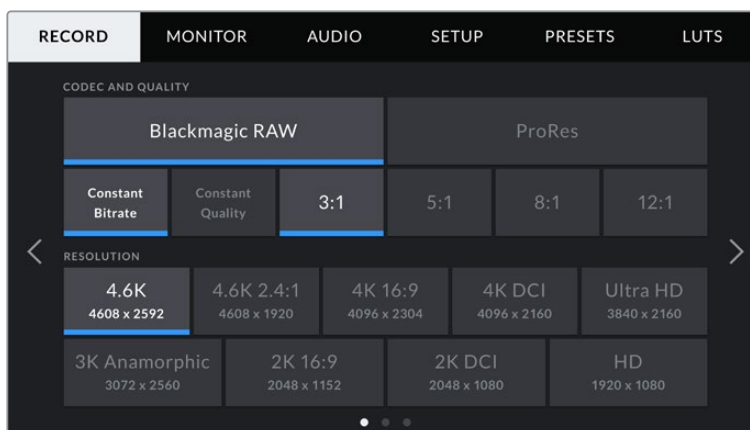 RECORD MONITOR AUDIO SETUP PRESETS LUTS
CODEC AND QUALITY
Blackmagic RAW ProRes
Constant Bitrate Constant Quality 3:1 5:1 8:1 12:1
RESOLUTION
4.6K 4.6K 2.4:1 4K 16:9 4K DCI Ultra HD
4608 x 2592 4608 x 1920 4096 x 2304 4096 x 2160 3840 x 2160
3K Anamorphic 2K 16:9 2K DCI HD
3072 x 2560 2048 x 1152 2048 x 1080 1920 x 1080